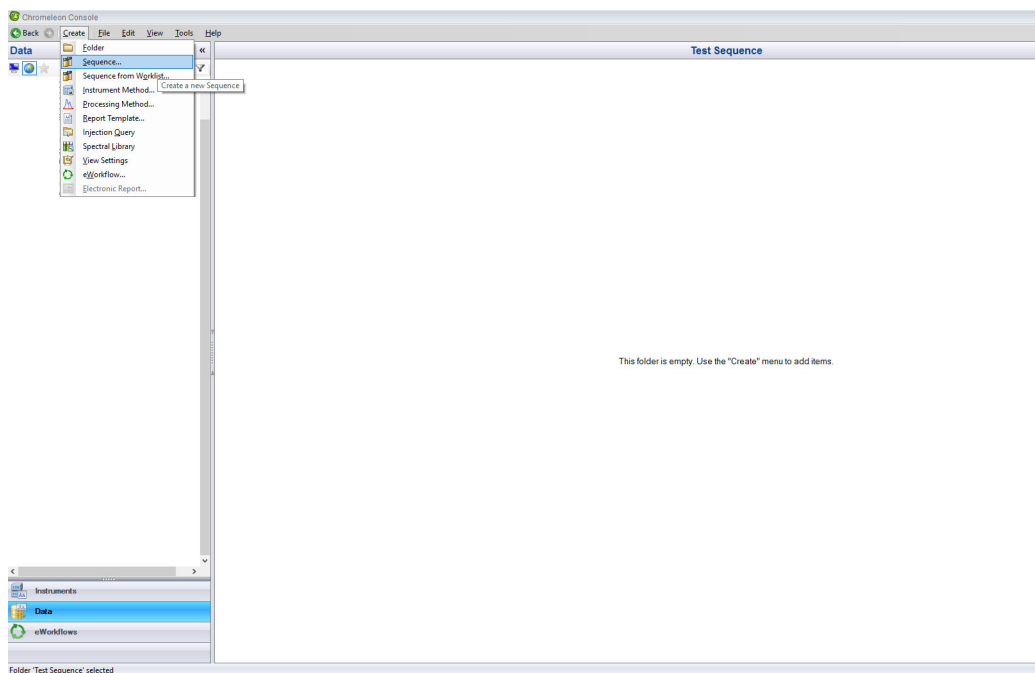 Chromeleon Console
Back Create File Edit View Tools Help
Data «
Test Sequence
Folder
Sequence...
Sequence from Worklist...
Create a new Sequence
Instrument Method...
Processing Method...
Report Template...
Injection Query
Spectral Library
View Settings
eWorkflow...
Electronic Report...
This folder is empty. Use the "Create" menu to add items.
Instruments
Data
eWorkflows
Folder 'Test Sequence' selected